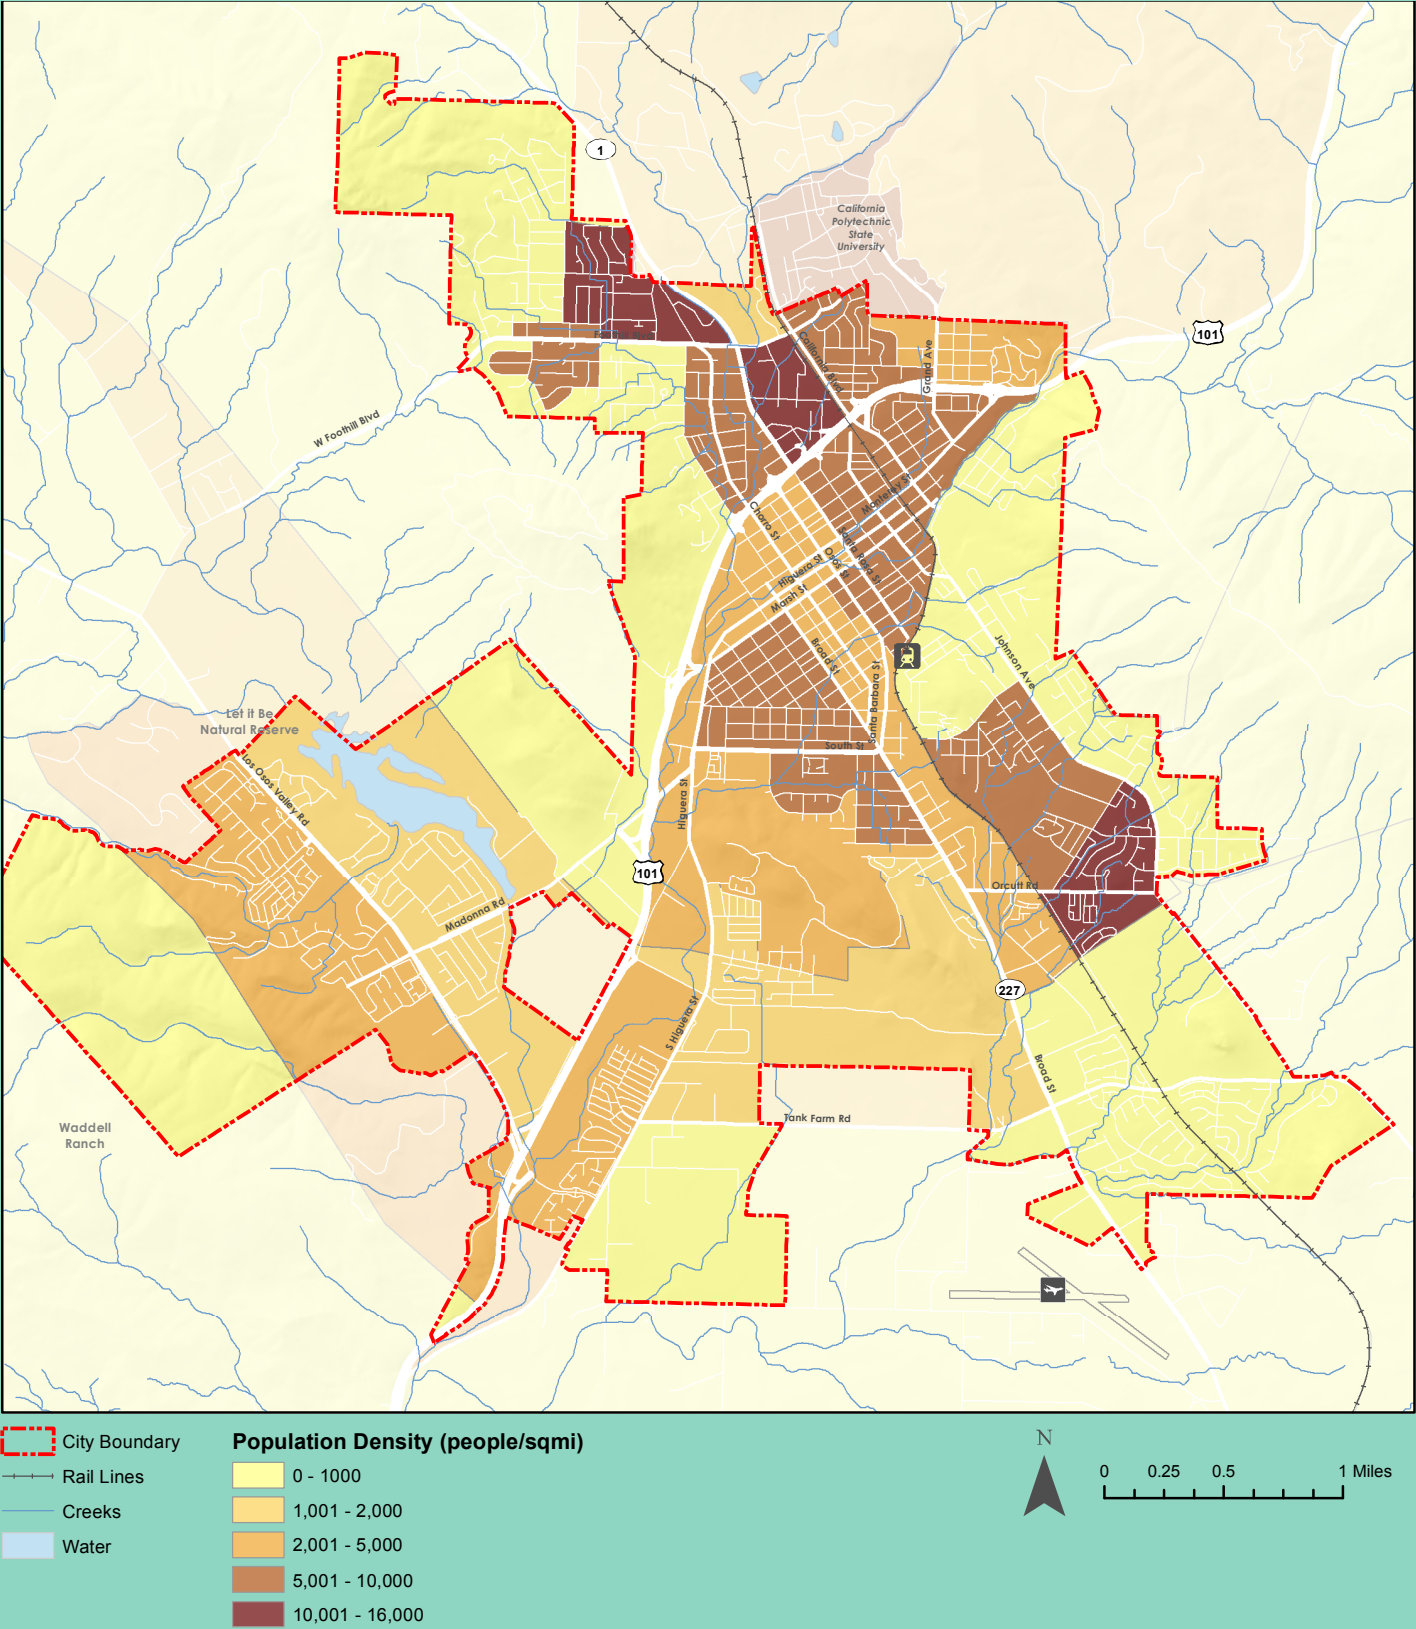 1
California
Polytechnic
State
University
101
Foothill Blvd
California Blvd
Grand Ave
W Foothill Blvd
Monterey St
Chorro St
Santa Rosa St
Osos St
Higuera St
Marsh St
Broad St
Johnson Ave
Santa Barbara St
Let it Be
Natural Reserve
South St
Los Osos Valley Rd
Higuera St
101
Orcutt Rd
Madonna Rd
227
S Higuera St
Broad St
Tank Farm Rd
Waddell
Ranch
City Boundary
Rail Lines
Creeks
Water
Population Density (people/sqmi)
0 - 1000
1,001 - 2,000
2,001 - 5,000
5,001 - 10,000
10,001 - 16,000
N
0 0.25 0.5 1 Miles